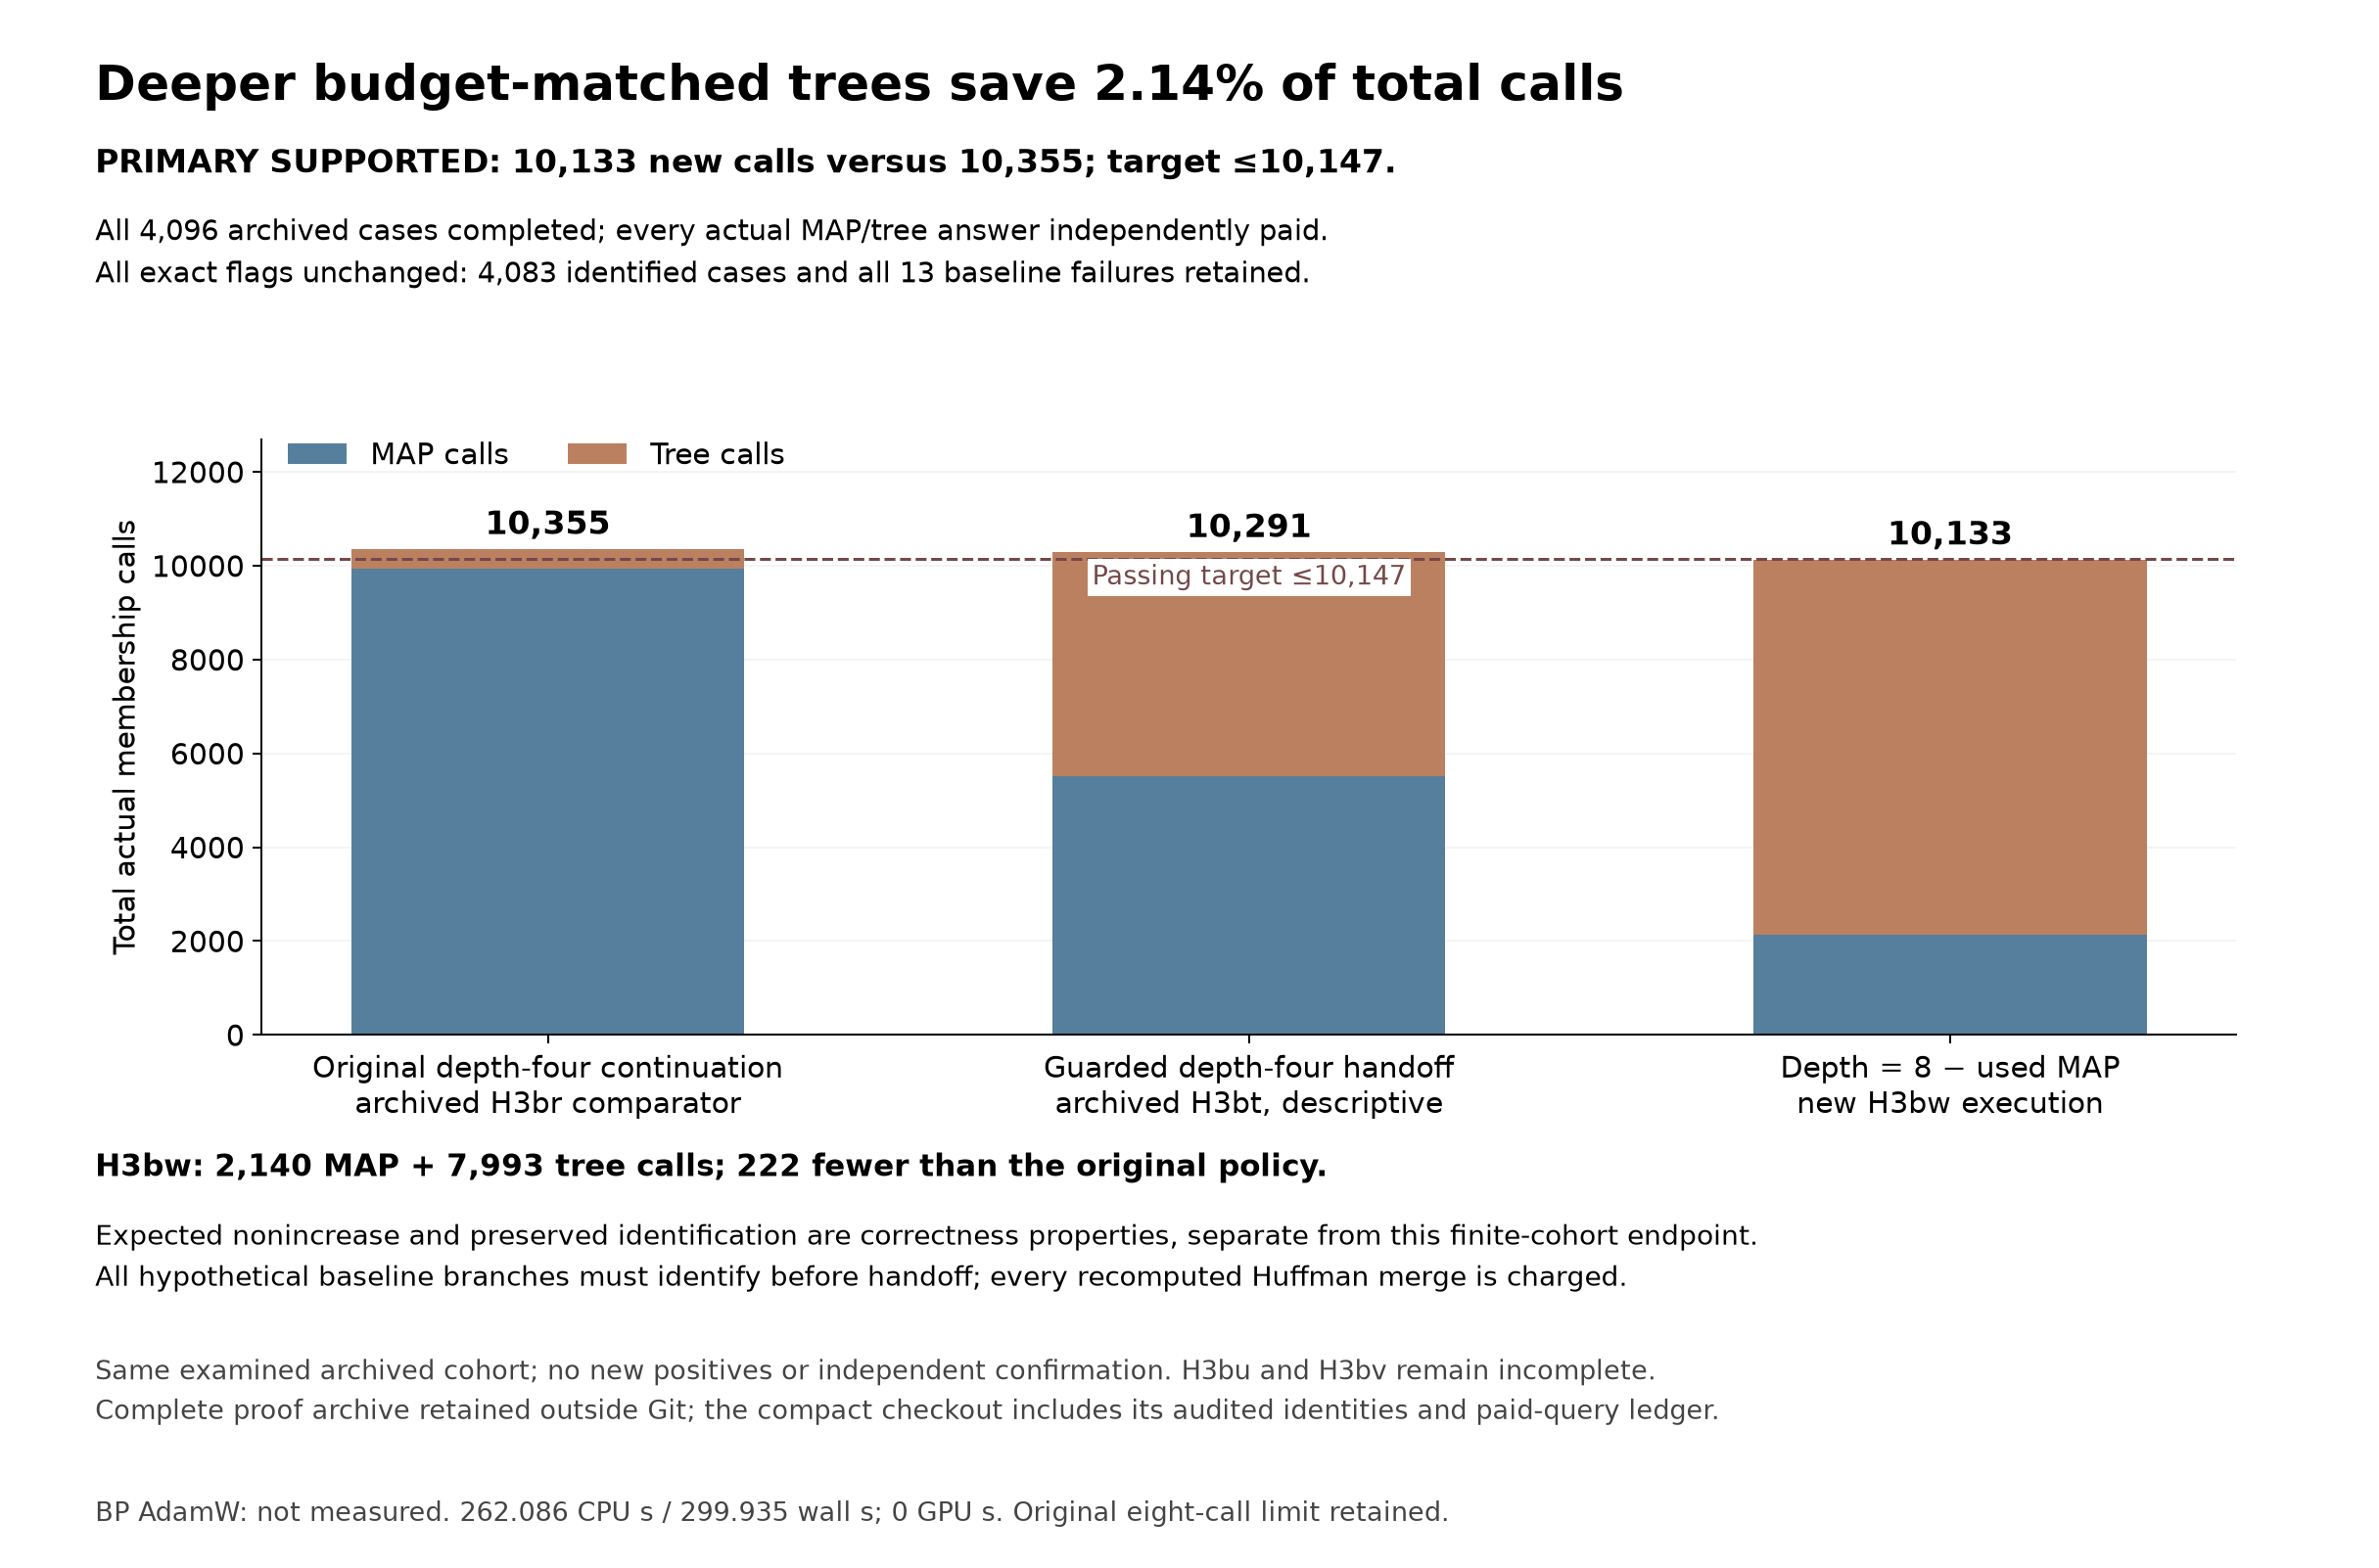 Deeper budget-matched trees save 2.14% of total calls
PRIMARY SUPPORTED: 10,133 new calls versus 10,355; target ≤10,147.
All 4,096 archived cases completed; every actual MAP/tree answer independently paid.
All exact flags unchanged: 4,083 identified cases and all 13 baseline failures retained.
MAP calls
Tree calls
Total actual membership calls
12000
10000
8000
6000
4000
2000
0
10,355
10,291
10,133
Passing target ≤10,147
Original depth-four continuation
archived H3br comparator
Guarded depth-four handoff
archived H3bt, descriptive
Depth = 8 − used MAP
new H3bw execution
H3bw: 2,140 MAP + 7,993 tree calls; 222 fewer than the original policy.
Expected nonincrease and preserved identification are correctness properties, separate from this finite-cohort endpoint.
All hypothetical baseline branches must identify before handoff; every recomputed Huffman merge is charged.
Same examined archived cohort; no new positives or independent confirmation. H3bu and H3bv remain incomplete.
Complete proof archive retained outside Git; the compact checkout includes its audited identities and paid-query ledger.
BP AdamW: not measured. 262.086 CPU s / 299.935 wall s; 0 GPU s. Original eight-call limit retained.